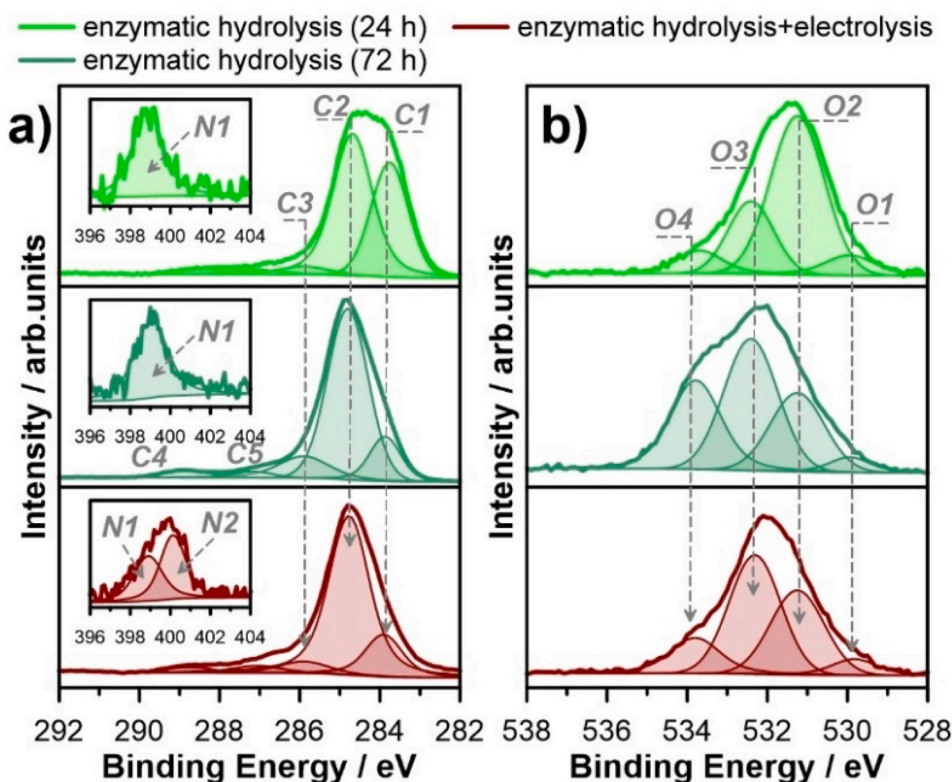 enzymatic hydrolysis (24 h) enzymatic hydrolysis+electrolysis
enzymatic hydrolysis (72 h)
a)
N1
396 398 400 402 404
C2
C1
C3
N1
396 398 400 402 404
C4
C5
N1
N2
396 398 400 402 404
Intensity / arb.units
292 290 288 286 284 282
Binding Energy / eV
b)
O2
O3
O4
O1
Intensity / arb.units
538 536 534 532 530 528
Binding Energy / eV